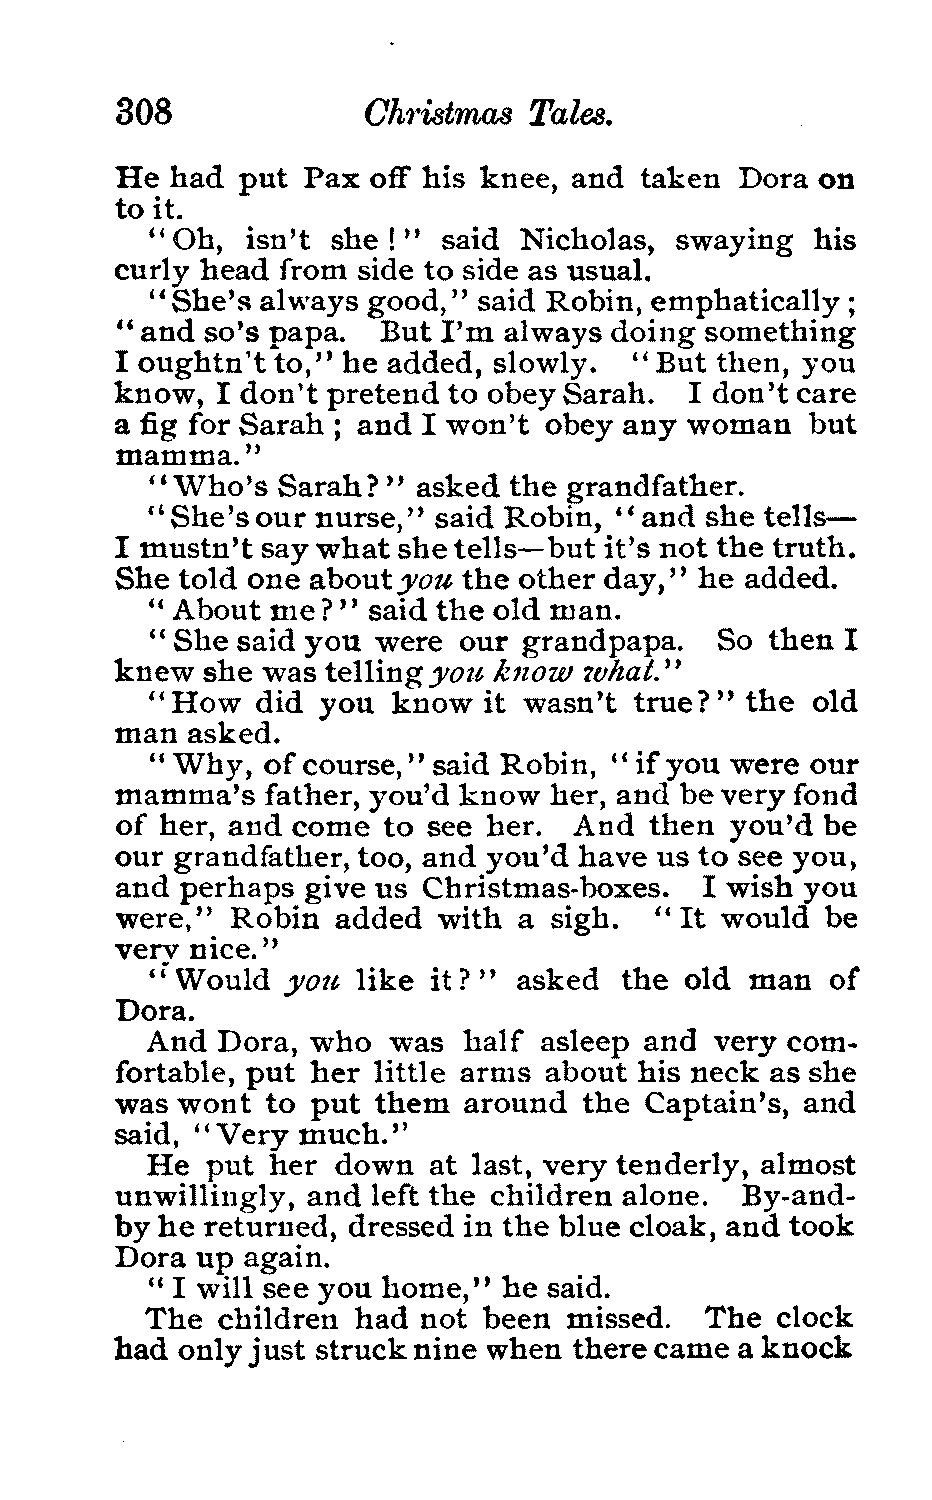 308 Christmas Tales.
He had put Pax off his knee, and taken Dora on
to it.
"Oh, isn't she!" said Nicholas, swaying his
curly head from side to side as usual.
"She's always good," said Robin, emphatically;
"and so's papa. But I'm always doing something
I oughtn't to," he added, slowly. "But then, you
know, I don't pretend to obey Sarah. I don't care
a fig for Sarah; and I won't obey any woman but
mamma."
"Who's Sarah?" asked the grandfather.
"She's our nurse," said Robin, "and she tells—
I mustn't say what she tells—but it's not the truth.
She told one about you the other day," he added.
"About me?" said the old man.
"She said you were our grandpapa. So then I
knew she was telling you know what."
"How did you know it wasn't true?" the old
man asked.
"Why, of course," said Robin, "if you were our
mamma's father, you'd know her, and be very fond
of her, and come to see her. And then you'd be
our grandfather, too, and you'd have us to see you,
and perhaps give us Christmas-boxes. I wish you
were," Robin added with a sigh. "It would be
very nice."
"Would you like it?" asked the old man of
Dora.
And Dora, who was half asleep and very com-
fortable, put her little arms about his neck as she
was wont to put them around the Captain's, and
said, "Very much."
He put her down at last, very tenderly, almost
unwillingly, and left the children alone. By-and-
by he returned, dressed in the blue cloak, and took
Dora up again.
"I will see you home," he said.
The children had not been missed. The clock
had only just struck nine when there came a knock